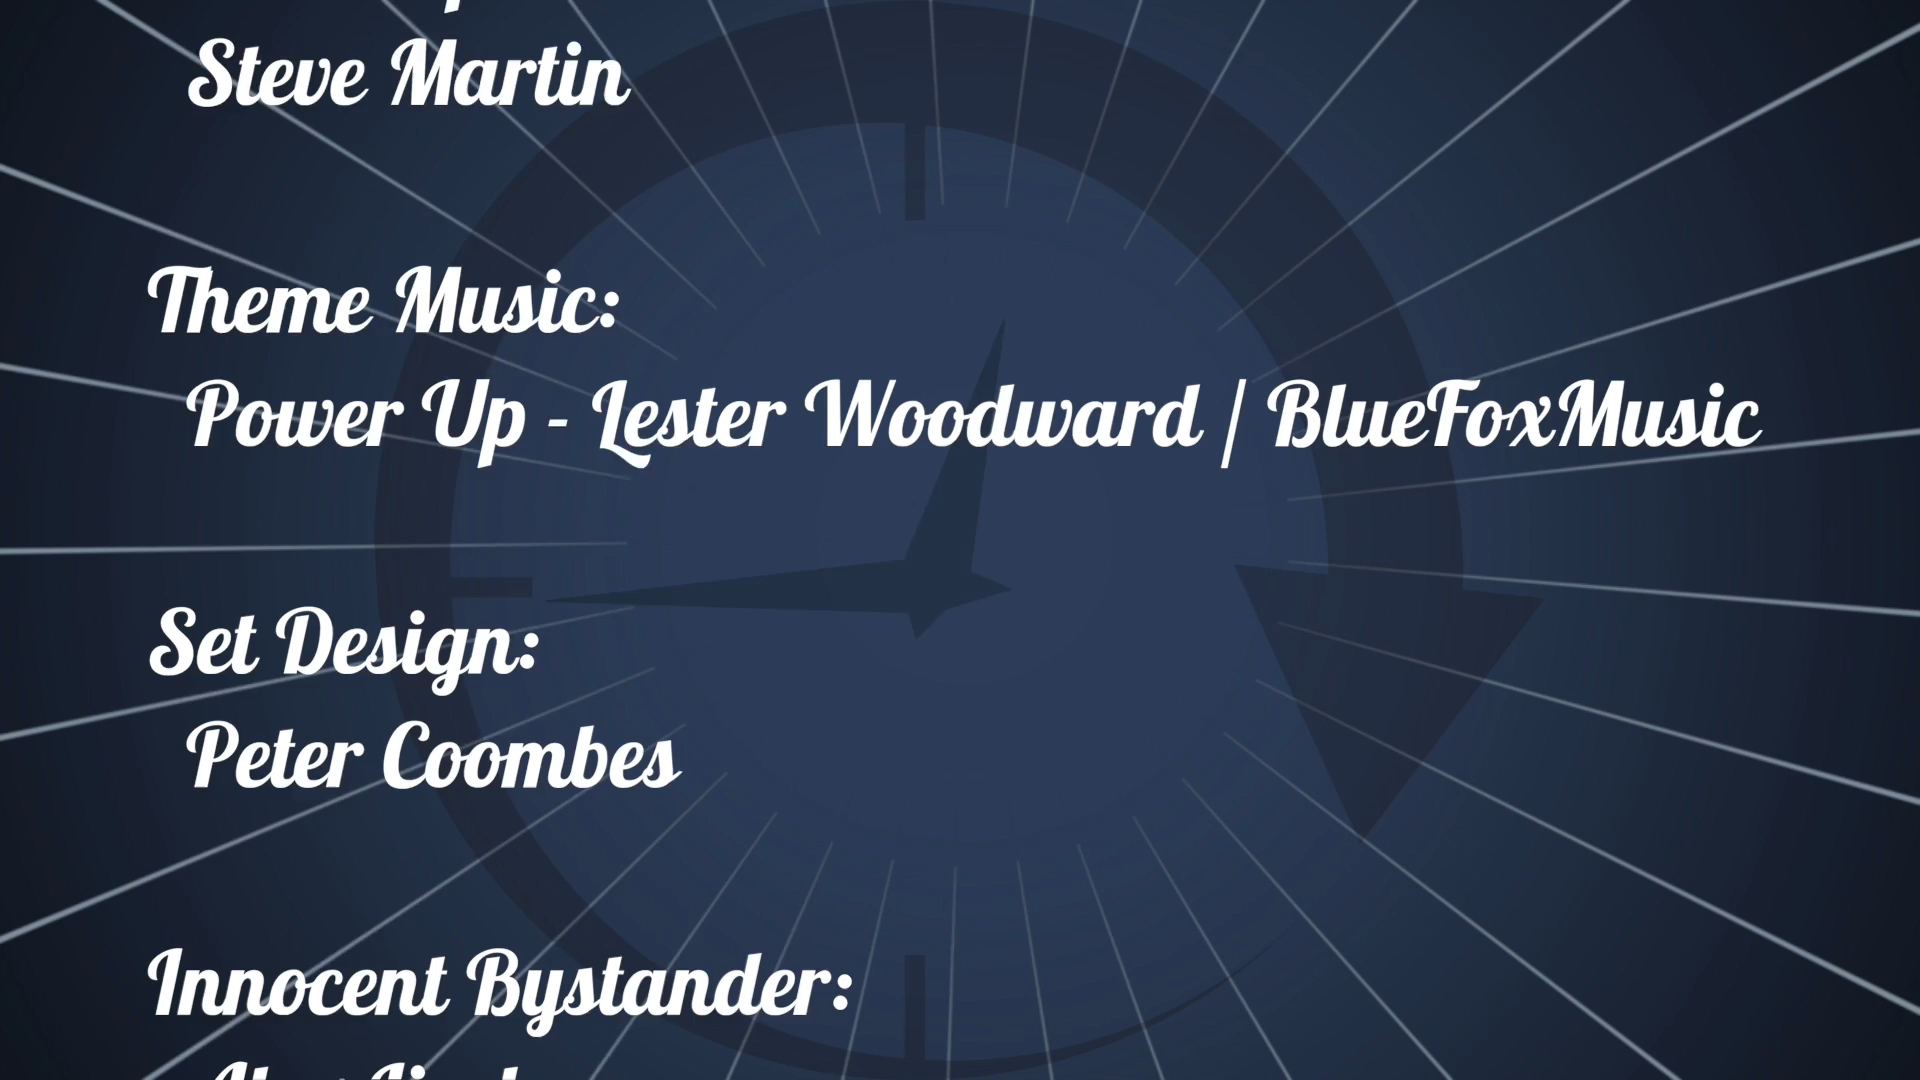 Steve Martin
Theme Music:
Power Up - Lester Woodward / BlueFoxMusic
Set Design:
Peter Coombes
Innocent Bystander: